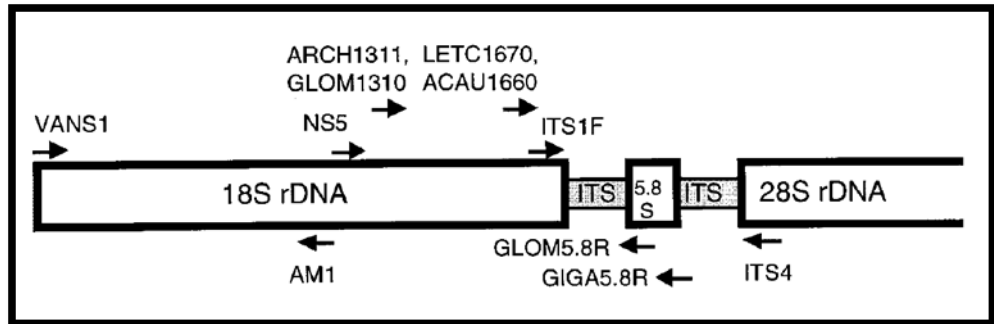 ARCH1311, LETC1670,
GLOM1310 ACAU1660
VANS1
NS5
ITS1F
18S rDNA
ITS
5.8
S
ITS
28S rDNA
AM1
GLOM5.8R
GIGA5.8R
ITS4